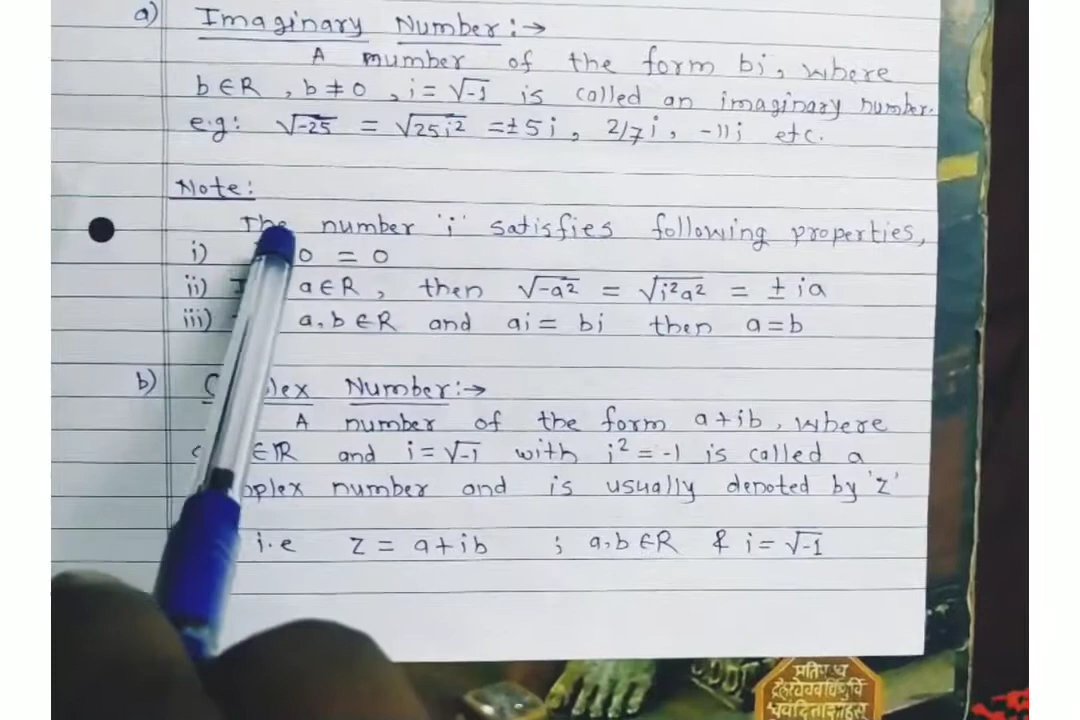 a) Imaginary Number:→
A number of the form bi, where
b∈R, b≠0, i=√-1 is called an imaginary number.
e.g: √-25 = √25i² =±5i, 2/7i, -11i etc.
Note:
The number 'i' satisfies following properties,
i) 0 = 0
ii) a∈R, then √-a² = √i²a² = ± ia
iii) a,b∈R and ai= bi then a=b
b) Number:→
A number of the form a+ib, where
∈R and i=√-1 with i²=-1 is called a
number and is usually denoted by 'z'
i.e z = a+ib ; a,b∈R & i=√-1